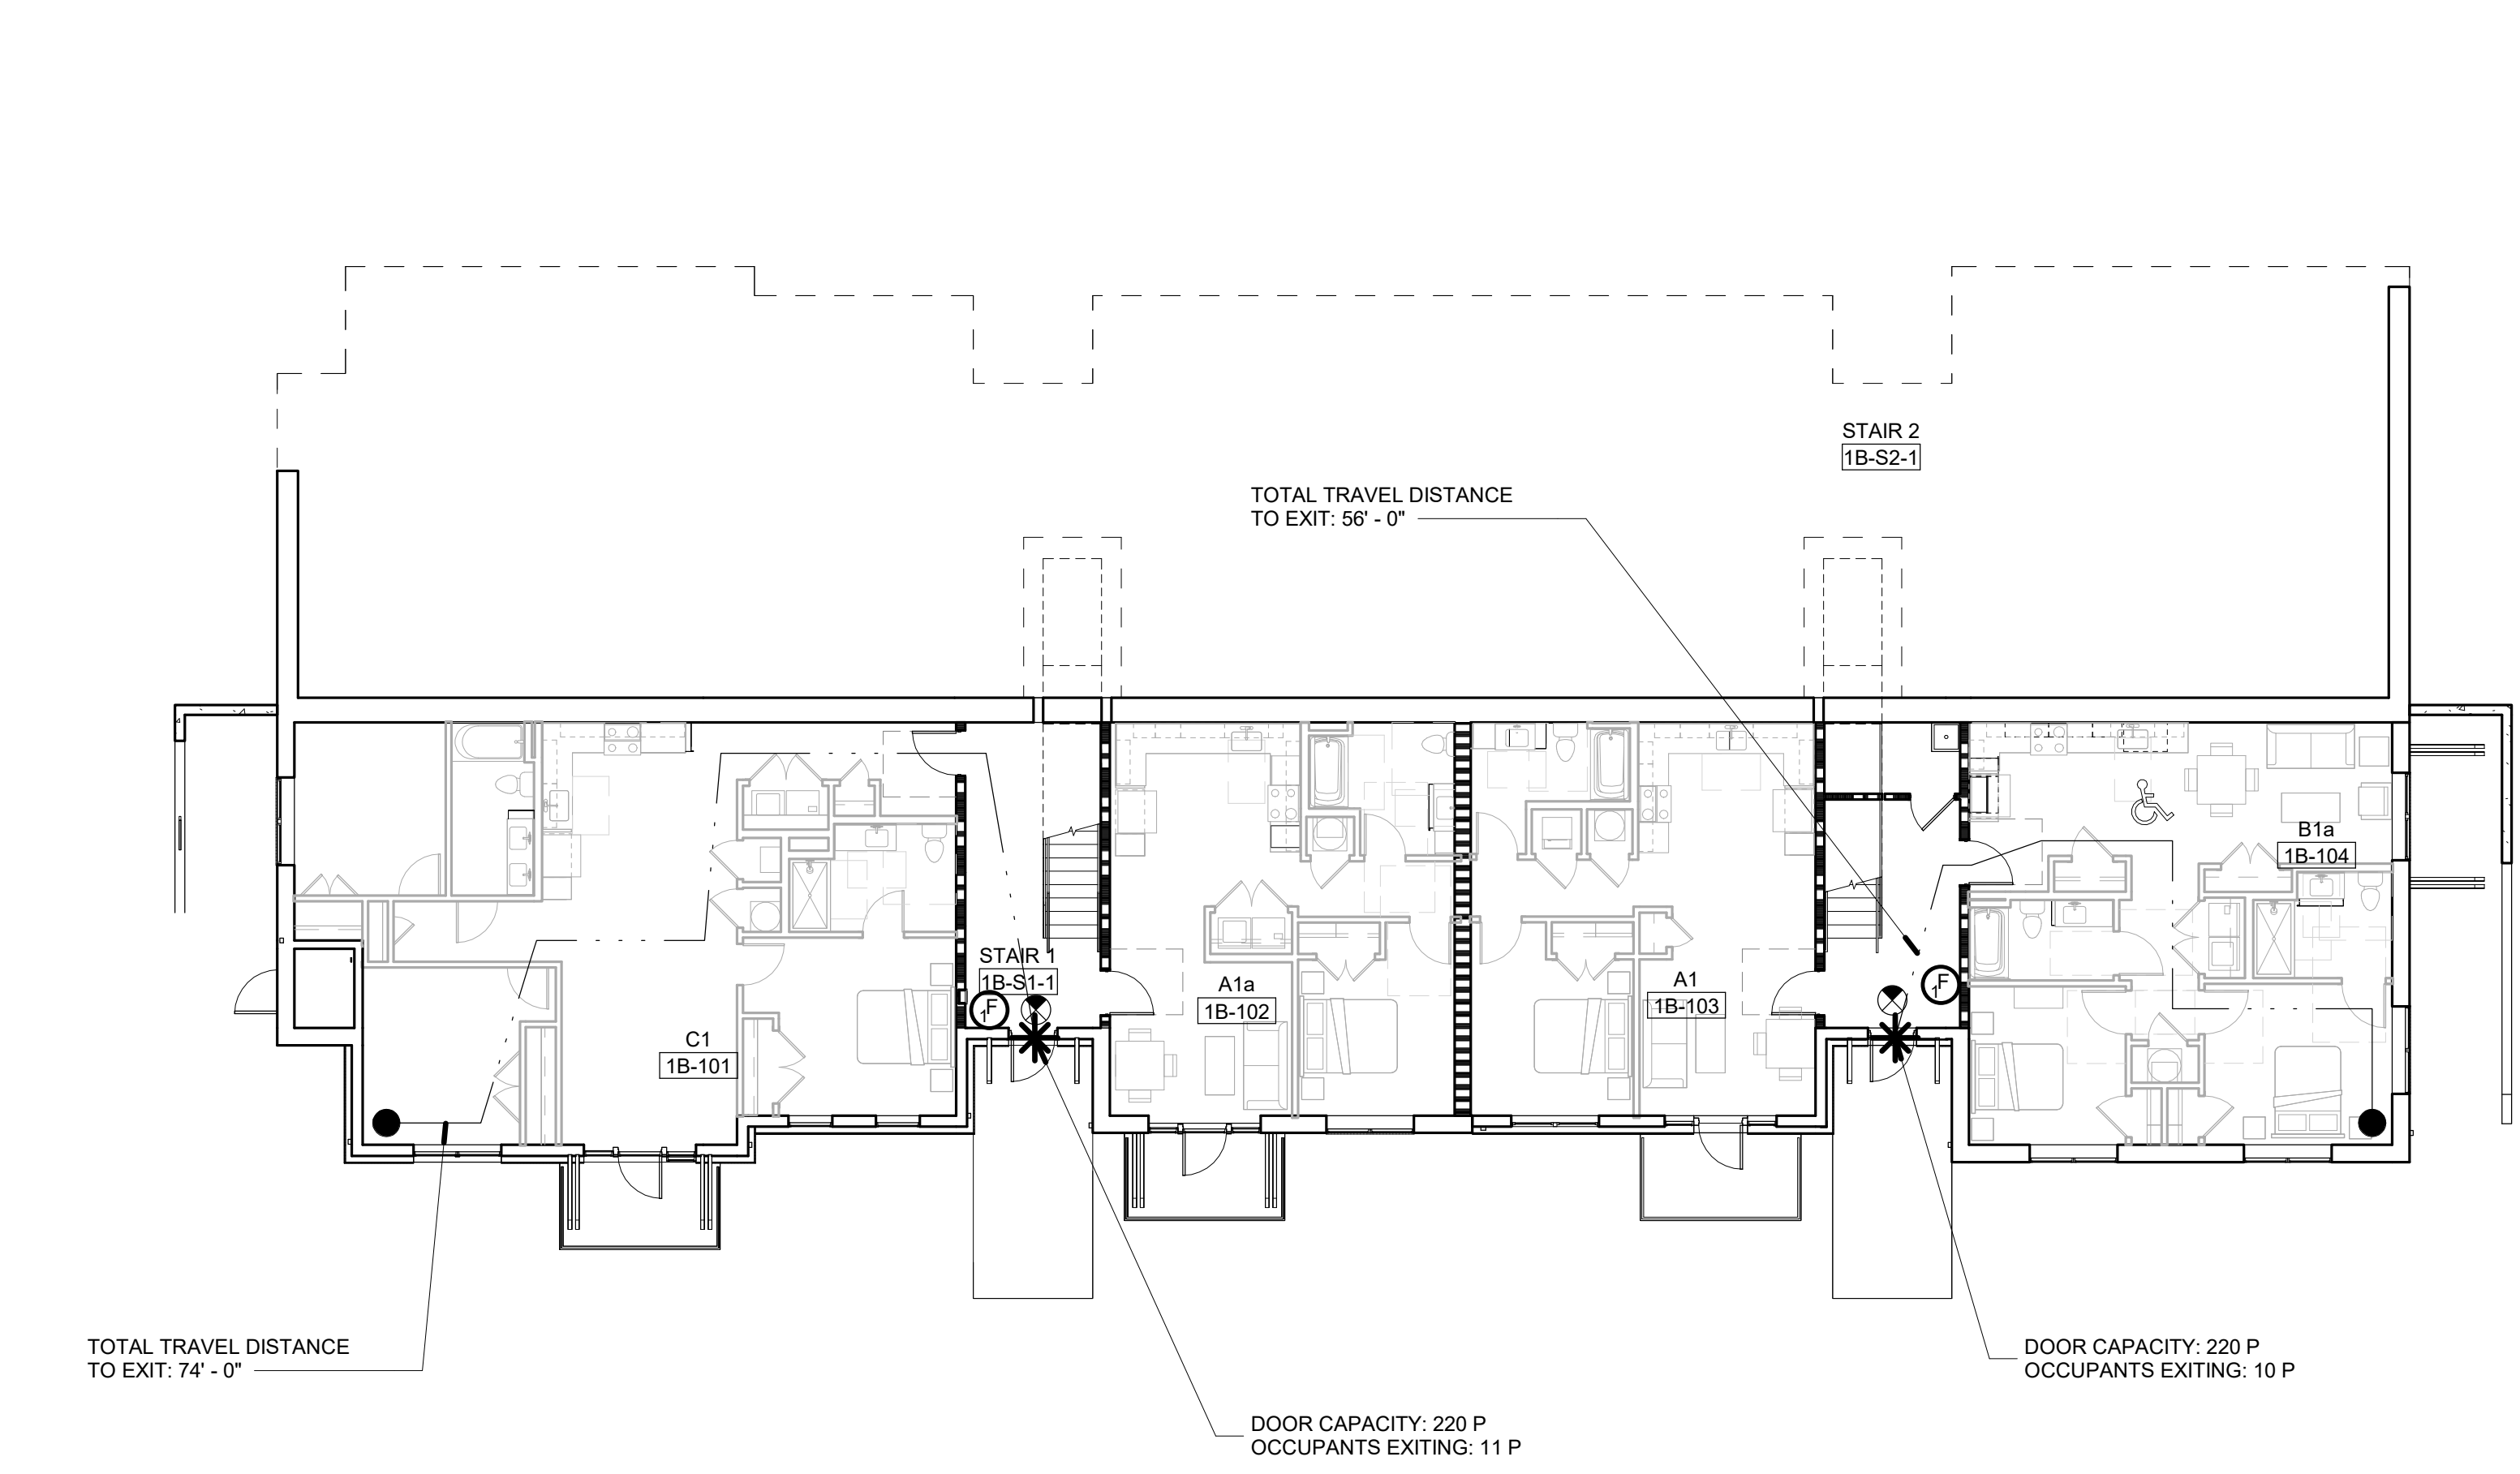 STAIR 2
1B-S2-1
TOTAL TRAVEL DISTANCE
TO EXIT: 56' - 0"
B1a
1B-104
STAIR 1
1B-S1-1
F
1
A1a
1B-102
A1
1B-103
F
1
C1
1B-101
TOTAL TRAVEL DISTANCE
TO EXIT: 74' - 0"
DOOR CAPACITY: 220 P
OCCUPANTS EXITING: 10 P
DOOR CAPACITY: 220 P
OCCUPANTS EXITING: 11 P